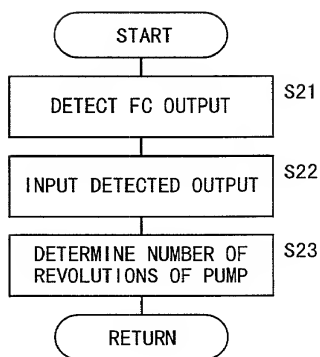 START
DETECT FC OUTPUT
S21
INPUT DETECTED OUTPUT
S22
DETERMINE NUMBER OF
REVOLUTIONS OF PUMP
S23
RETURN